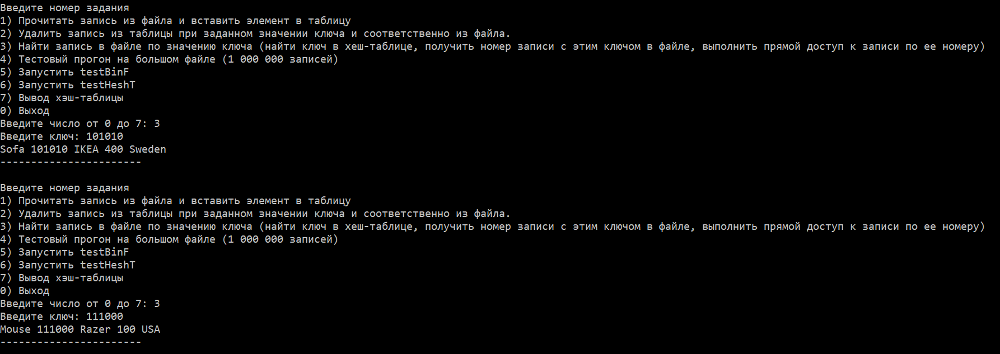 Введите номер задания
1) Прочитать запись из файла и вставить элемент в таблицу
2) Удалить запись из таблицы при заданном значении ключа и соответственно из файла.
3) Найти запись в файле по значению ключа (найти ключ в хеш-таблице, получить номер записи с этим ключом в файле, выполнить прямой доступ к записи по ее номеру)
4) Тестовый прогон на большом файле (1 000 000 записей)
5) Запустить testBinF
6) Запустить testHeshT
7) Вывод хэш-таблицы
0) Выход
Введите число от 0 до 7: 3
Введите ключ: 101010
Sofa 101010 IKEA 400 Sweden
-----------------------
Введите номер задания
1) Прочитать запись из файла и вставить элемент в таблицу
2) Удалить запись из таблицы при заданном значении ключа и соответственно из файла.
3) Найти запись в файле по значению ключа (найти ключ в хеш-таблице, получить номер записи с этим ключом в файле, выполнить прямой доступ к записи по ее номеру)
4) Тестовый прогон на большом файле (1 000 000 записей)
5) Запустить testBinF
6) Запустить testHeshT
7) Вывод хэш-таблицы
0) Выход
Введите число от 0 до 7: 3
Введите ключ: 111000
Mouse 111000 Razer 100 USA
-----------------------